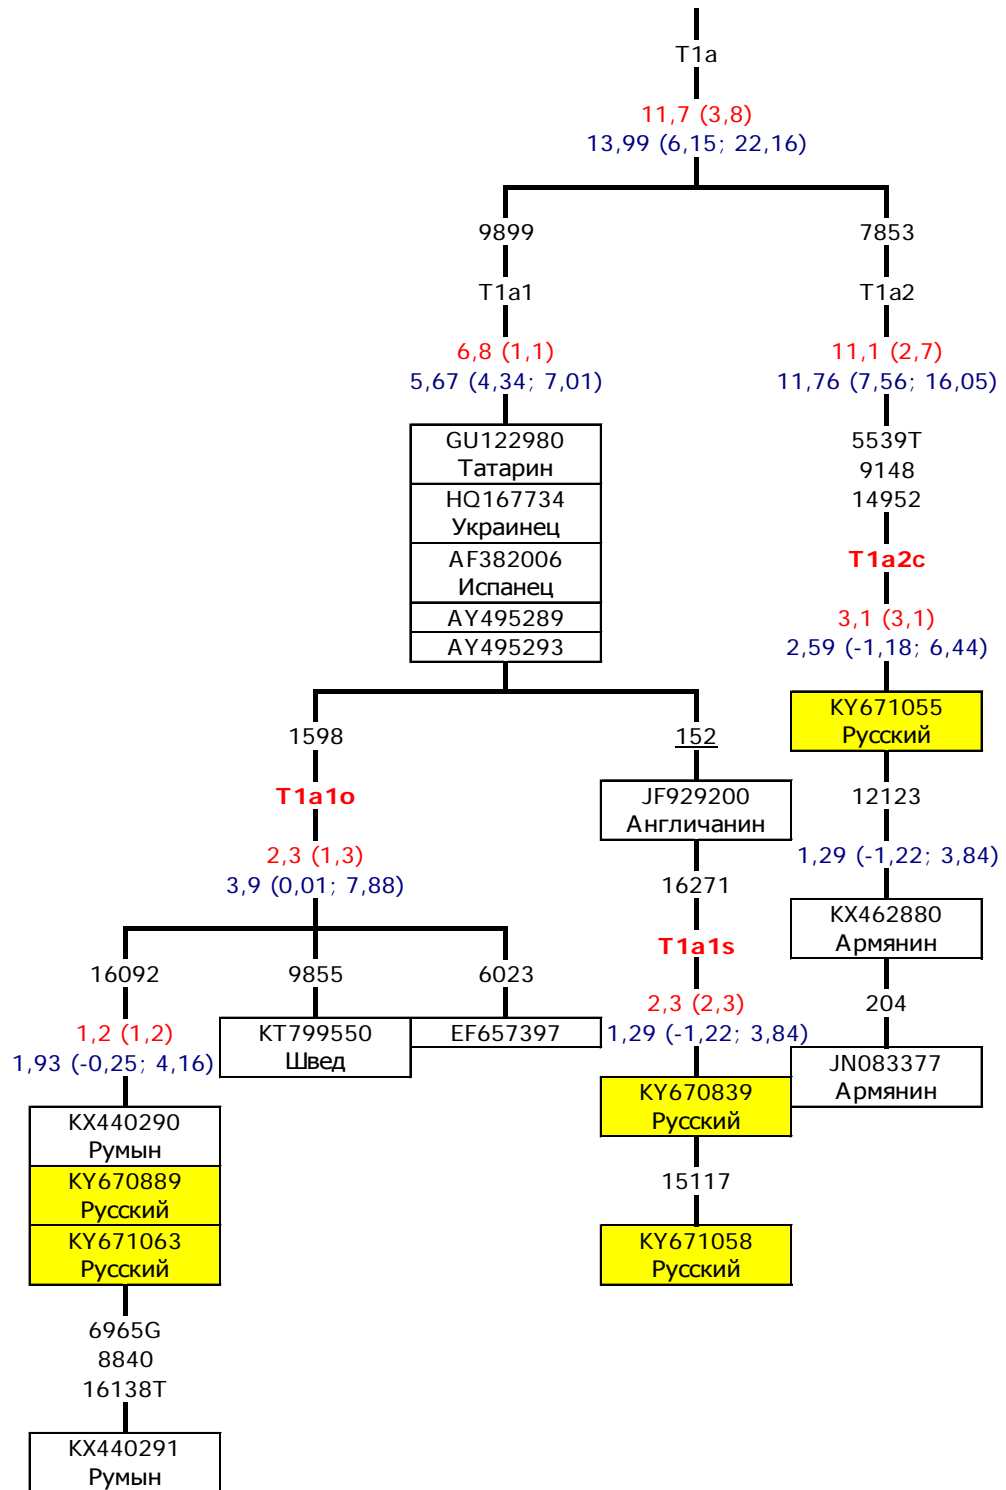 T1a
11,7 (3,8)
13,99 (6,15; 22,16)
9899
7853
T1a1
T1a2
6,8 (1,1)
5,67 (4,34; 7,01)
11,1 (2,7)
11,76 (7,56; 16,05)
GU122980
Татарин
HQ167734
Украинец
AF382006
Испанец
AY495289
AY495293
5539T
9148
14952
T1a2c
3,1 (3,1)
2,59 (-1,18; 6,44)
KY671055
Русский
12123
1,29 (-1,22; 3,84)
KX462880
Армянин
204
JN083377
Армянин
1598
T1a1o
2,3 (1,3)
3,9 (0,01; 7,88)
152
JF929200
Англичанин
16271
T1a1s
2,3 (2,3)
1,29 (-1,22; 3,84)
KY670839
Русский
15117
KY671058
Русский
16092
9855
6023
1,2 (1,2)
1,93 (-0,25; 4,16)
KT799550
Швед
EF657397
KX440290
Румын
KY670889
Русский
KY671063
Русский
6965G
8840
16138T
KX440291
Румын